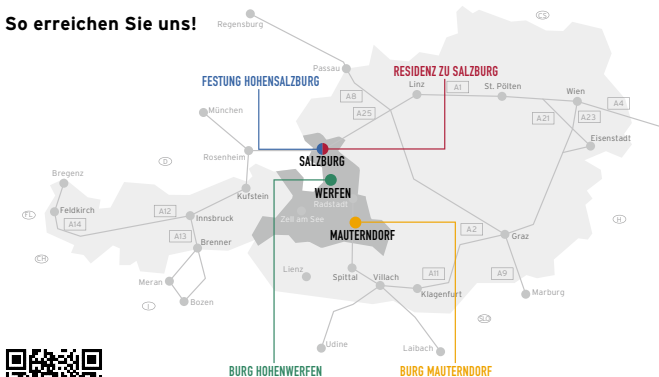 So erreichen Sie uns!
Regensburg
CS
Passau
FESTUNG HOHENSALZBURG
RESIDENZ ZU SALZBURG
Linz
A1
St. Pölten
Wien
A8
A25
A4
A21
A23
München
Eisenstadt
Rosenheim
SALZBURG
D
Bregenz
Kufstein
WERFEN
Radstadt
Feldkirch
A12
Innsbruck
Zell am See
FL
A14
H
A13
MAUTERNDORF
A2
Graz
Brenner
CH
Lienz
Spittal
Villach
A11
A9
Meran
Klagenfurt
Marburg
I
Bozen
SLO
Udine
Laibach
BURG HOHENWERFEN
BURG MAUTERNDORF